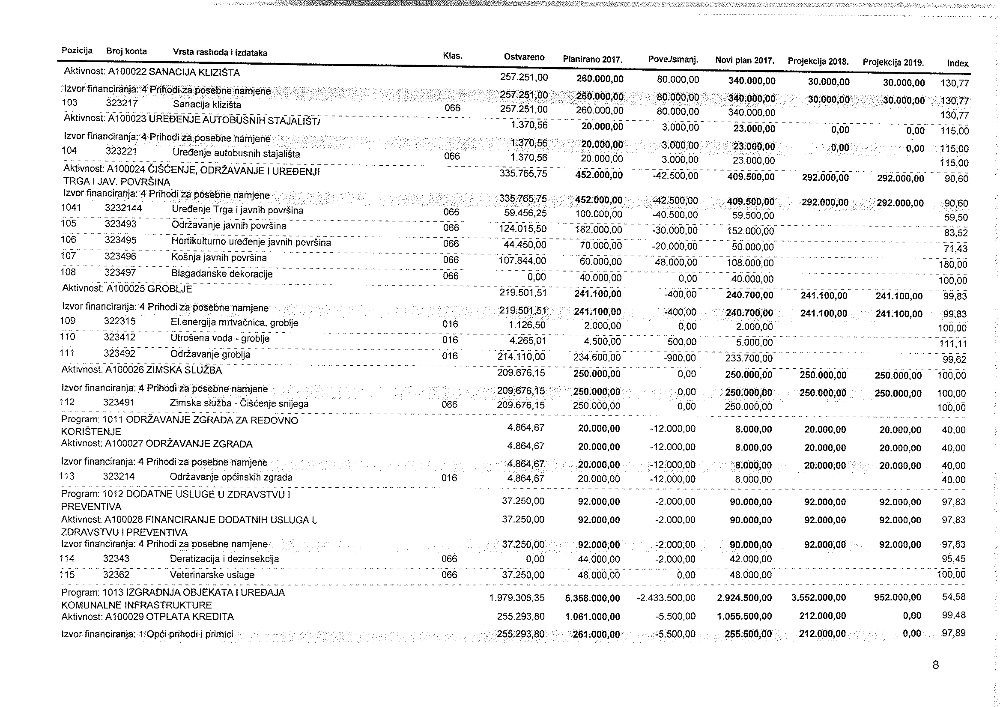 Pozicija Broj konta Vrsta rashoda i izdataka Klas. Ostvareno Planirano 2017. Pove./smanj. Novi plan 2017. Projekcija 2018. Projekcija 2019. Index
Aktivnost: A100022 SANACIJA KLIZIŠTA 257.251,00 260.000,00 80.000,00 340.000,00 30.000,00 30.000,00 130,77
Izvor financiranja: 4 Prihodi za posebne namjene 257.251,00 260.000,00 80.000,00 340.000,00 30.000,00 30.000,00 130,77
103 323217 Sanacija klizišta 066 257.251,00 260.000,00 80.000,00 340.000,00 130,77
Aktivnost: A100023 UREĐENJE AUTOBUSNIH STAJALIŠT 1.370,56 20.000,00 3.000,00 23.000,00 0,00 0,00 115,00
Izvor financiranja: 4 Prihodi za posebne namjene 1.370,56 20.000,00 3.000,00 23.000,00 0,00 0,00 115,00
104 323221 Uređenje autobusnih stajališta 066 1.370,56 20.000,00 3.000,00 23.000,00 115,00
Aktivnost: A100024 ČIŠĆENJE, ODRŽAVANJE I UREĐENJE 335.765,75 452.000,00 -42.500,00 409.500,00 292.000,00 292.000,00 90,60
TRGA I JAV. POVRŠINA
Izvor financiranja: 4 Prihodi za posebne namjene 335.765,75 452.000,00 -42.500,00 409.500,00 292.000,00 292.000,00 90,60
1041 3232144 Uređenje Trga i javnih površina 066 59.456,25 100.000,00 -40.500,00 59.500,00 59,50
105 323493 Održavanje javnih površina 066 124.015,50 182.000,00 -30.000,00 152.000,00 83,52
106 323495 Hortikulturno uređenje javnih površina 066 44.450,00 70.000,00 -20.000,00 50.000,00 71,43
107 323496 Košnja javnih površina 066 107.844,00 60.000,00 48.000,00 108.000,00 180,00
108 323497 Blagadanske dekoracije 066 0,00 40.000,00 0,00 40.000,00 100,00
Aktivnost: A100025 GROBLJE 219.501,51 241.100,00 -400,00 240.700,00 241.100,00 241.100,00 99,83
Izvor financiranja: 4 Prihodi za posebne namjene 219.501,51 241.100,00 -400,00 240.700,00 241.100,00 241.100,00 99,83
109 322315 El.energija mrtvačnica, groblje 016 1.126,50 2.000,00 0,00 2.000,00 100,00
110 323412 Utrošena voda - groblje 016 4.265,01 4.500,00 500,00 5.000,00 111,11
111 323492 Održavanje groblja 016 214.110,00 234.600,00 -900,00 233.700,00 99,62
Aktivnost: A100026 ZIMSKA SLUŽBA 209.676,15 250.000,00 0,00 250.000,00 250.000,00 250.000,00 100,00
Izvor financiranja: 4 Prihodi za posebne namjene 209.676,15 250.000,00 0,00 250.000,00 250.000,00 250.000,00 100,00
112 323491 Zimska služba - Čišćenje snijega 066 209.676,15 250.000,00 0,00 250.000,00 100,00
Program: 1011 ODRŽAVANJE ZGRADA ZA REDOVNO
KORIŠTENJE 4.864,67 20.000,00 -12.000,00 8.000,00 20.000,00 20.000,00 40,00
Aktivnost: A100027 ODRŽAVANJE ZGRADA 4.864,67 20.000,00 -12.000,00 8.000,00 20.000,00 20.000,00 40,00
Izvor financiranja: 4 Prihodi za posebne namjene 4.864,67 20.000,00 -12.000,00 8.000,00 20.000,00 20.000,00 40,00
113 323214 Održavanje općinskih zgrada 016 4.864,67 20.000,00 -12.000,00 8.000,00 40,00
Program: 1012 DODATNE USLUGE U ZDRAVSTVU I
PREVENTIVA 37.250,00 92.000,00 -2.000,00 90.000,00 92.000,00 92.000,00 97,83
Aktivnost: A100028 FINANCIRANJE DODATNIH USLUGA U 37.250,00 92.000,00 -2.000,00 90.000,00 92.000,00 92.000,00 97,83
ZDRAVSTVU I PREVENTIVA
Izvor financiranja: 4 Prihodi za posebne namjene 37.250,00 92.000,00 -2.000,00 90.000,00 92.000,00 92.000,00 97,83
114 32343 Deratizacija i dezinsekcija 066 0,00 44.000,00 -2.000,00 42.000,00 95,45
115 32362 Veterinarske usluge 066 37.250,00 48.000,00 0,00 48.000,00 100,00
Program: 1013 IZGRADNJA OBJEKATA I UREĐAJA 1.979.306,35 5.358.000,00 -2.433.500,00 2.924.500,00 3.552.000,00 952.000,00 54,58
KOMUNALNE INFRASTRUKTURE
Aktivnost: A100029 OTPLATA KREDITA 255.293,80 1.061.000,00 -5.500,00 1.055.500,00 212.000,00 0,00 99,48
Izvor financiranja: 1 Opći prihodi i primici 255.293,80 261.000,00 -5.500,00 255.500,00 212.000,00 0,00 97,89
8